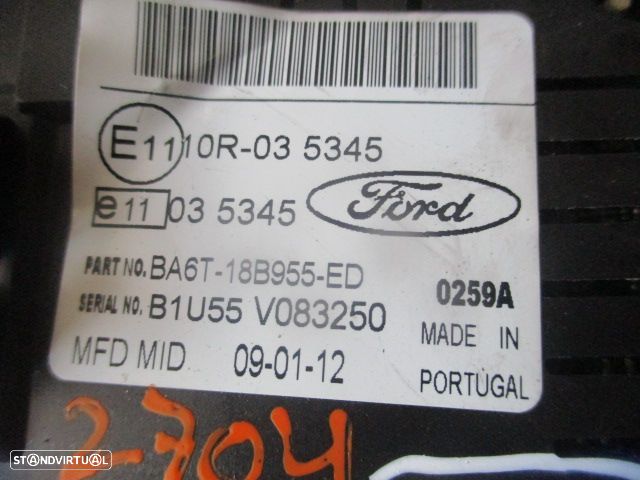 E11 10R-03 5345
e11 03 5345 Ford
PART NO. BA6T-18B955-ED 0259A
SERIAL NO. B1U55 V083250 MADE IN
MFD MID 09-01-12 PORTUGAL
2-704
STANDVIRTUAL